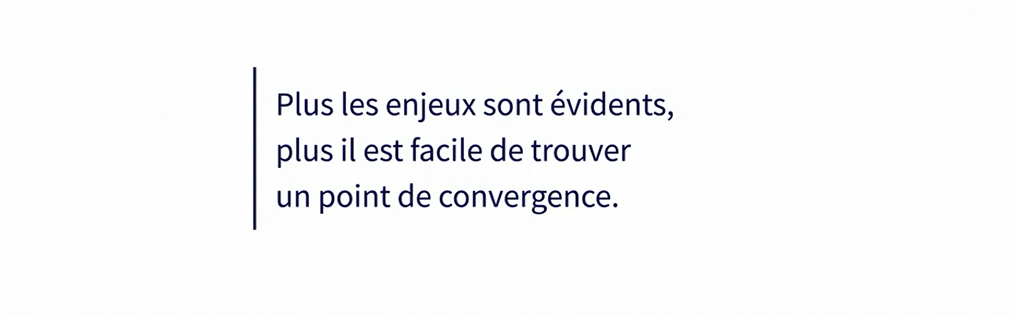 Plus les enjeux sont évidents,
plus il est facile de trouver
un point de convergence.